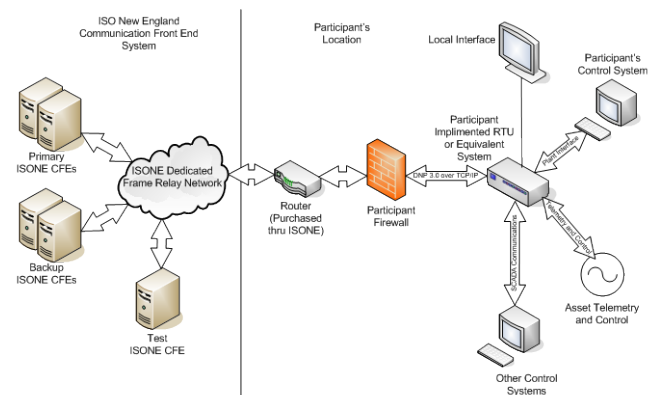 ISO New England
Communication Front End
System
Participant's
Location
Local Interface
Participant's
Control System
Primary
ISONE CFEs
ISONE Dedicated
Frame Relay Network
Router
(Purchased
thru ISONE)
Participant
Firewall
DNP 3.0 over TCP/IP
Participant
Implimented RTU
or Equivalent
System
Plant Interface
Telemetry and Control
SCADA Communications
Backup
ISONE CFEs
Test
ISONE CFE
Asset Telemetry
and Control
Other Control
Systems